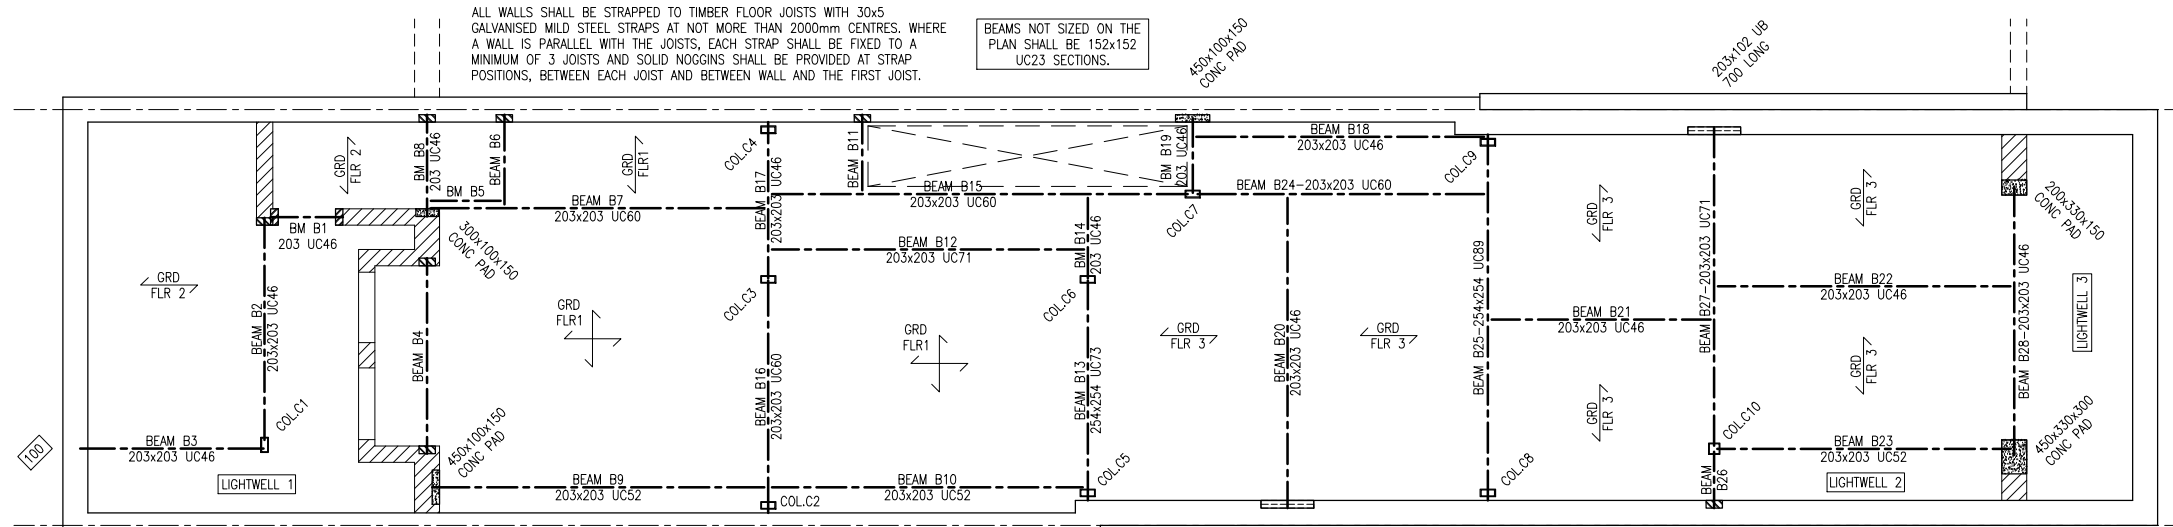 ALL WALLS SHALL BE STRAPPED TO TIMBER FLOOR JOISTS WITH 30x5
GALVANISED MILD STEEL STRAPS AT NOT MORE THAN 2000mm CENTRES. WHERE
A WALL IS PARALLEL WITH THE JOISTS, EACH STRAP SHALL BE FIXED TO A
MINIMUM OF 3 JOISTS AND SOLID NOGGINS SHALL BE PROVIDED AT STRAP
POSITIONS, BETWEEN EACH JOIST AND BETWEEN WALL AND THE FIRST JOIST.
BEAMS NOT SIZED ON THE
PLAN SHALL BE 152x152
UC23 SECTIONS.
450x100x150
CONC PAD
203x102 UB
700 LONG
GRD
FLR 2
BM B8
203 UC46
BEAM B6
GRD
FLR1
COL.C4
BEAM B17
203x203 UC46
BEAM B11
BM B19
203 UC46
BEAM B18
203x203 UC46
COL.C9
BM B5
BEAM B7
203x203 UC60
BEAM B15
203x203 UC60
BEAM B24-203x203 UC60
COL.C7
GRD
FLR 3
BEAM B27-203x203 UC71
GRD
FLR 3
200x330x150
CONC PAD
BM B1
203 UC46
300x100x150
CONC PAD
BEAM B12
203x203 UC71
BM B14
203 UC46
GRD
FLR 2
BEAM B2
203x203 UC46
BEAM B4
GRD
FLR1
COL.C3
GRD
FLR1
COL.C6
GRD
FLR 3
BEAM B20
203x203 UC46
GRD
FLR 3
BEAM B25-254x254 UC89
BEAM B21
203x203 UC46
BEAM B22
203x203 UC46
BEAM B28-203x203 UC46
LIGHTWELL 3
BEAM B16
203x203 UC60
BEAM B13
254x254 UC73
GRD
FLR 3
GRD
FLR 3
COL.C1
COL.C10
100
BEAM B3
203x203 UC46
450x100x150
CONC PAD
BEAM B23
203x203 UC52
450x330x300
CONC PAD
LIGHTWELL 1
BEAM B9
203x203 UC52
COL.C2
BEAM B10
203x203 UC52
COL.C5
COL.C8
BEAM
B26
LIGHTWELL 2